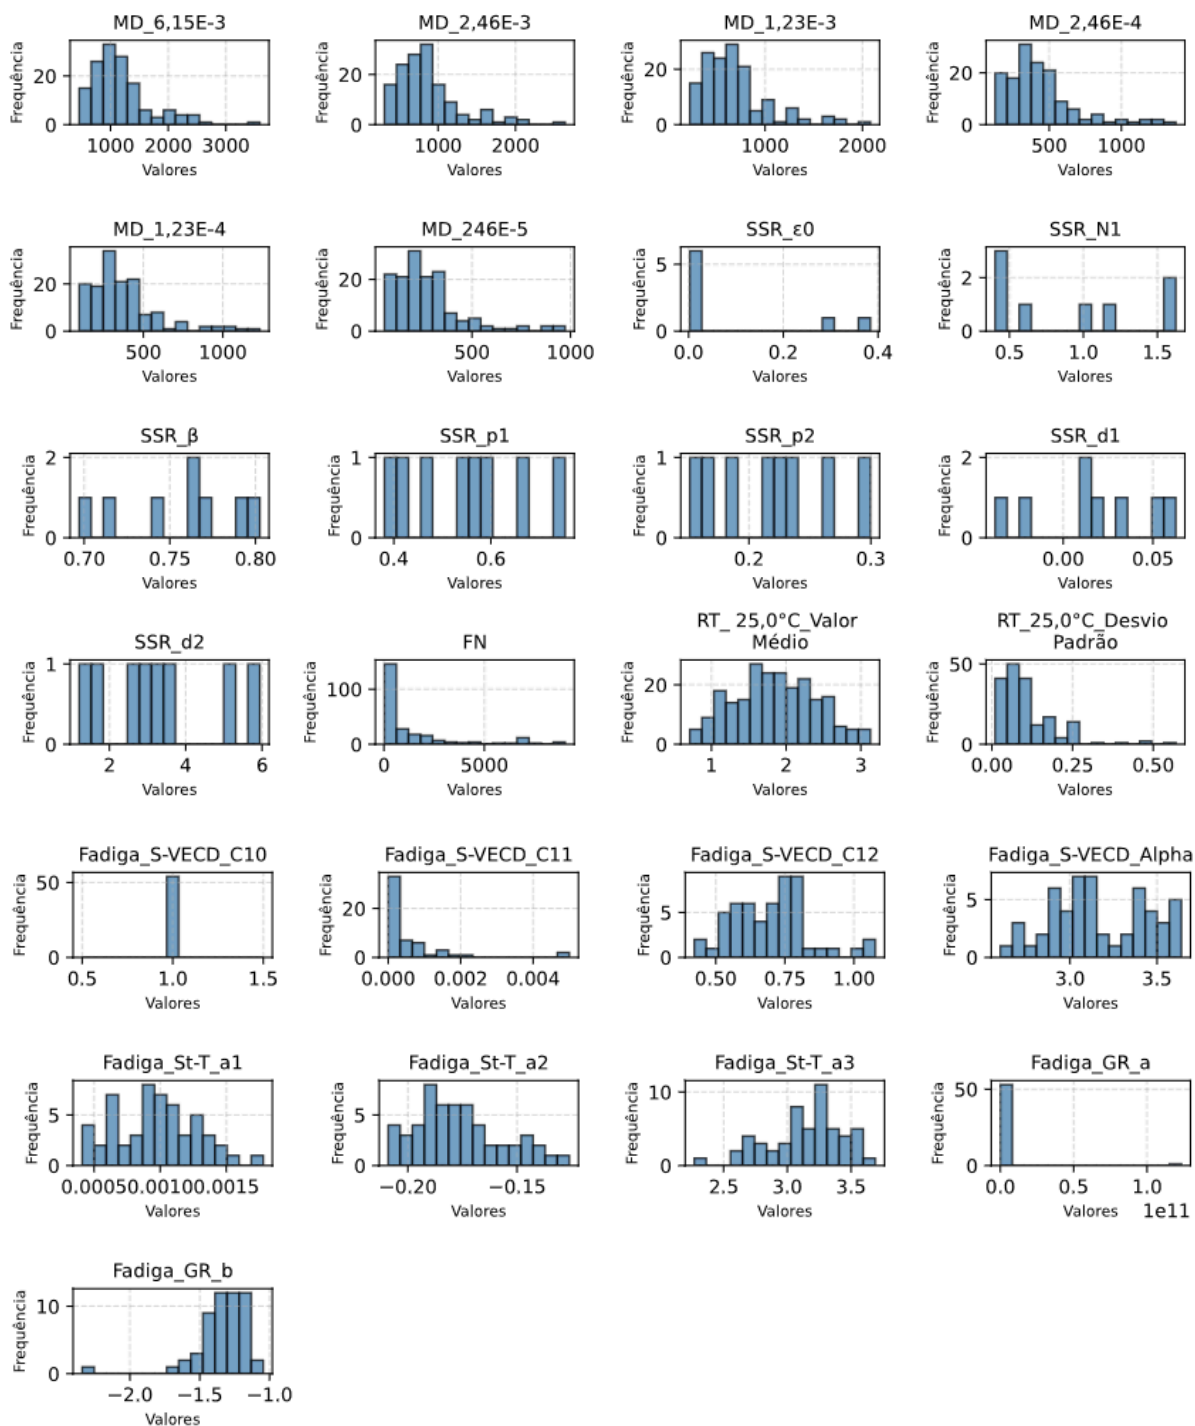 MD_6,15E-3
Frequência
20
0
1000 2000 3000
Valores
MD_2,46E-3
Frequência
20
0
1000 2000
Valores
MD_1,23E-3
Frequência
20
0
1000 2000
Valores
MD_2,46E-4
Frequência
20
0
500 1000
Valores
MD_1,23E-4
Frequência
20
0
500 1000
Valores
MD_246E-5
Frequência
20
0
500 1000
Valores
SSR_ε0
Frequência
5
0
0.0 0.2 0.4
Valores
SSR_N1
Frequência
2
0
0.5 1.0 1.5
Valores
SSR_β
Frequência
2
1
0
0.70 0.75 0.80
Valores
SSR_p1
Frequência
1
0
0.4 0.6
Valores
SSR_p2
Frequência
1
0
0.2 0.3
Valores
SSR_d1
Frequência
2
1
0
0.00 0.05
Valores
SSR_d2
Frequência
1
0
2 4 6
Valores
FN
Frequência
100
0
0 5000
Valores
RT_ 25,0°C_Valor
Médio
Frequência
20
0
1 2 3
Valores
RT_25,0°C_Desvio
Padrão
Frequência
50
0
0.00 0.25 0.50
Valores
Fadiga_S-VECD_C10
Frequência
50
0
0.5 1.0 1.5
Valores
Fadiga_S-VECD_C11
Frequência
20
0
0.000 0.002 0.004
Valores
Fadiga_S-VECD_C12
Frequência
5
0
0.50 0.75 1.00
Valores
Fadiga_S-VECD_Alpha
Frequência
5
0
3.0 3.5
Valores
Fadiga_St-T_a1
Frequência
5
0
0.0005 0.0010 0.0015
Valores
Fadiga_St-T_a2
Frequência
5
0
−0.20 −0.15
Valores
Fadiga_St-T_a3
Frequência
10
0
2.5 3.0 3.5
Valores
Fadiga_GR_a
Frequência
50
0
0.0 0.5 1.0
Valores 1e11
Fadiga_GR_b
Frequência
10
0
−2.0 −1.5 −1.0
Valores